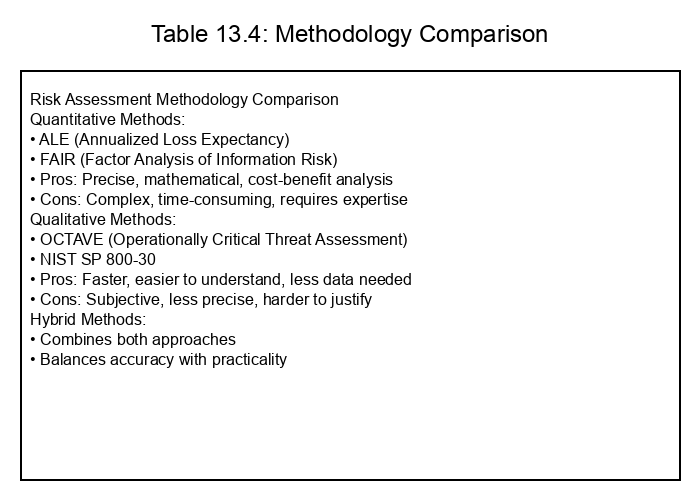 Table 13.4: Methodology Comparison
Risk Assessment Methodology Comparison
Quantitative Methods:
• ALE (Annualized Loss Expectancy)
• FAIR (Factor Analysis of Information Risk)
• Pros: Precise, mathematical, cost-benefit analysis
• Cons: Complex, time-consuming, requires expertise
Qualitative Methods:
• OCTAVE (Operationally Critical Threat Assessment)
• NIST SP 800-30
• Pros: Faster, easier to understand, less data needed
• Cons: Subjective, less precise, harder to justify
Hybrid Methods:
• Combines both approaches
• Balances accuracy with practicality